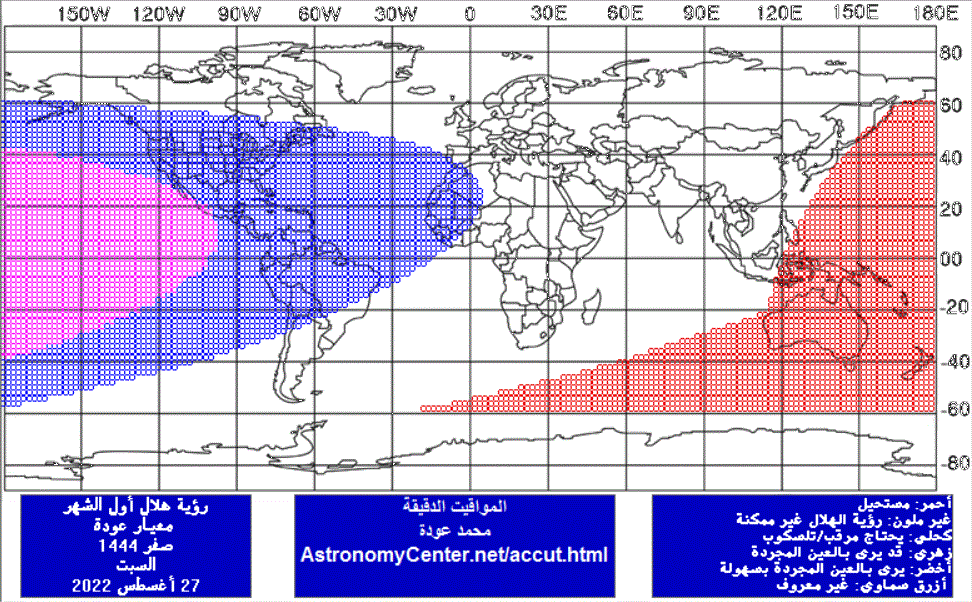 150W 120W 90W 60W 30W 0 30E 60E 90E 120E 150E 180E
80
60
40
20
00
-20
-40
-60
-80
رؤية هلال أول الشهر
معيار عودة
صفر 1444
السبت
27 أغسطس 2022
المواقيت الدقيقة
محمد عودة
AstronomyCenter.net/accut.html
أحمر: مستحيل
غير ملون: رؤية الهلال غير ممكنة
كحلي: يحتاج مرقب/تلسكوب
زهري: قد يرى بالعين المجردة
أخضر: يرى بالعين المجردة بسهولة
أزرق سماوي: غير معروف